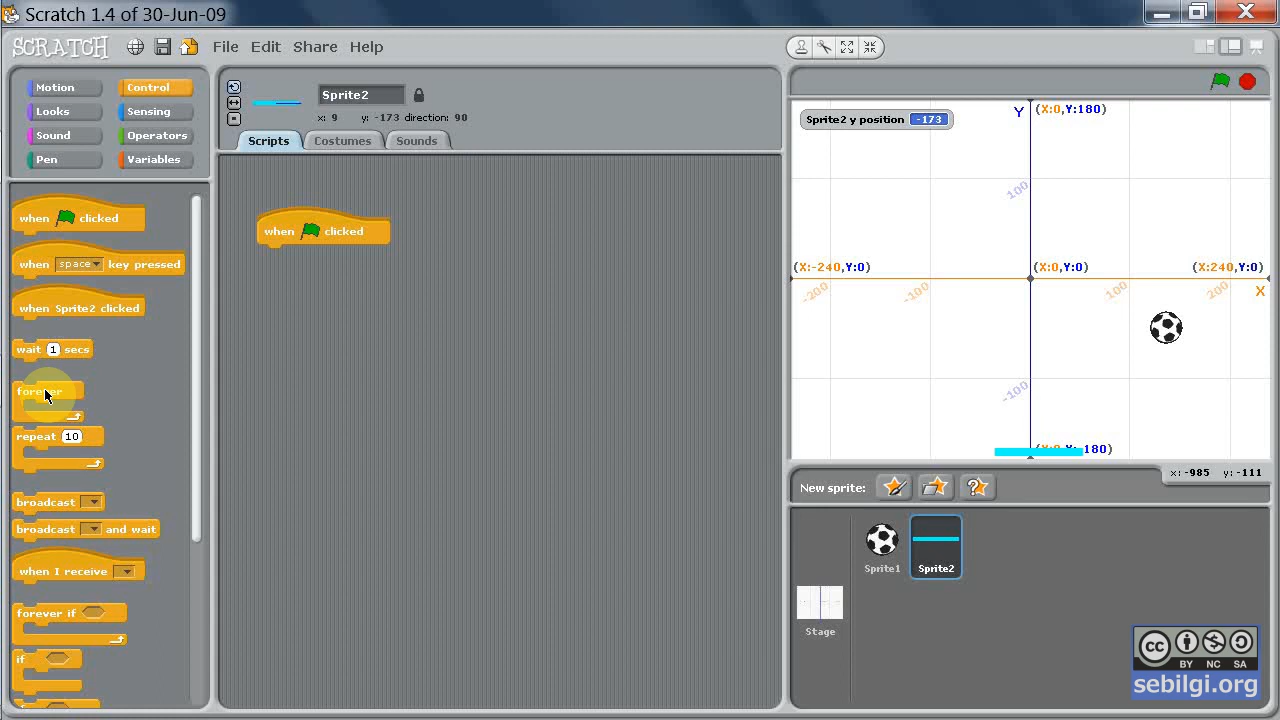 Scratch 1.4 of 30-Jun-09
SCRATCH File Edit Share Help
Motion Control
Looks Sensing
Sound Operators
Pen Variables
Sprite2
x: 9 y: -173 direction: 90
Scripts Costumes Sounds
when clicked
when space key pressed
when Sprite2 clicked
wait 1 secs
forever
repeat 10
broadcast
broadcast and wait
when I receive
forever if
if
when clicked
Sprite2 y position -173
Y (X:0,Y:180)
100
(X:-240,Y:0) (X:0,Y:0) (X:240,Y:0)
-200 -100 100 200 X
-100
(X:0,Y:-180)
x: -985 y: -111
New sprite:
Sprite1 Sprite2
Stage
cc BY NC SA
sebilgi.org